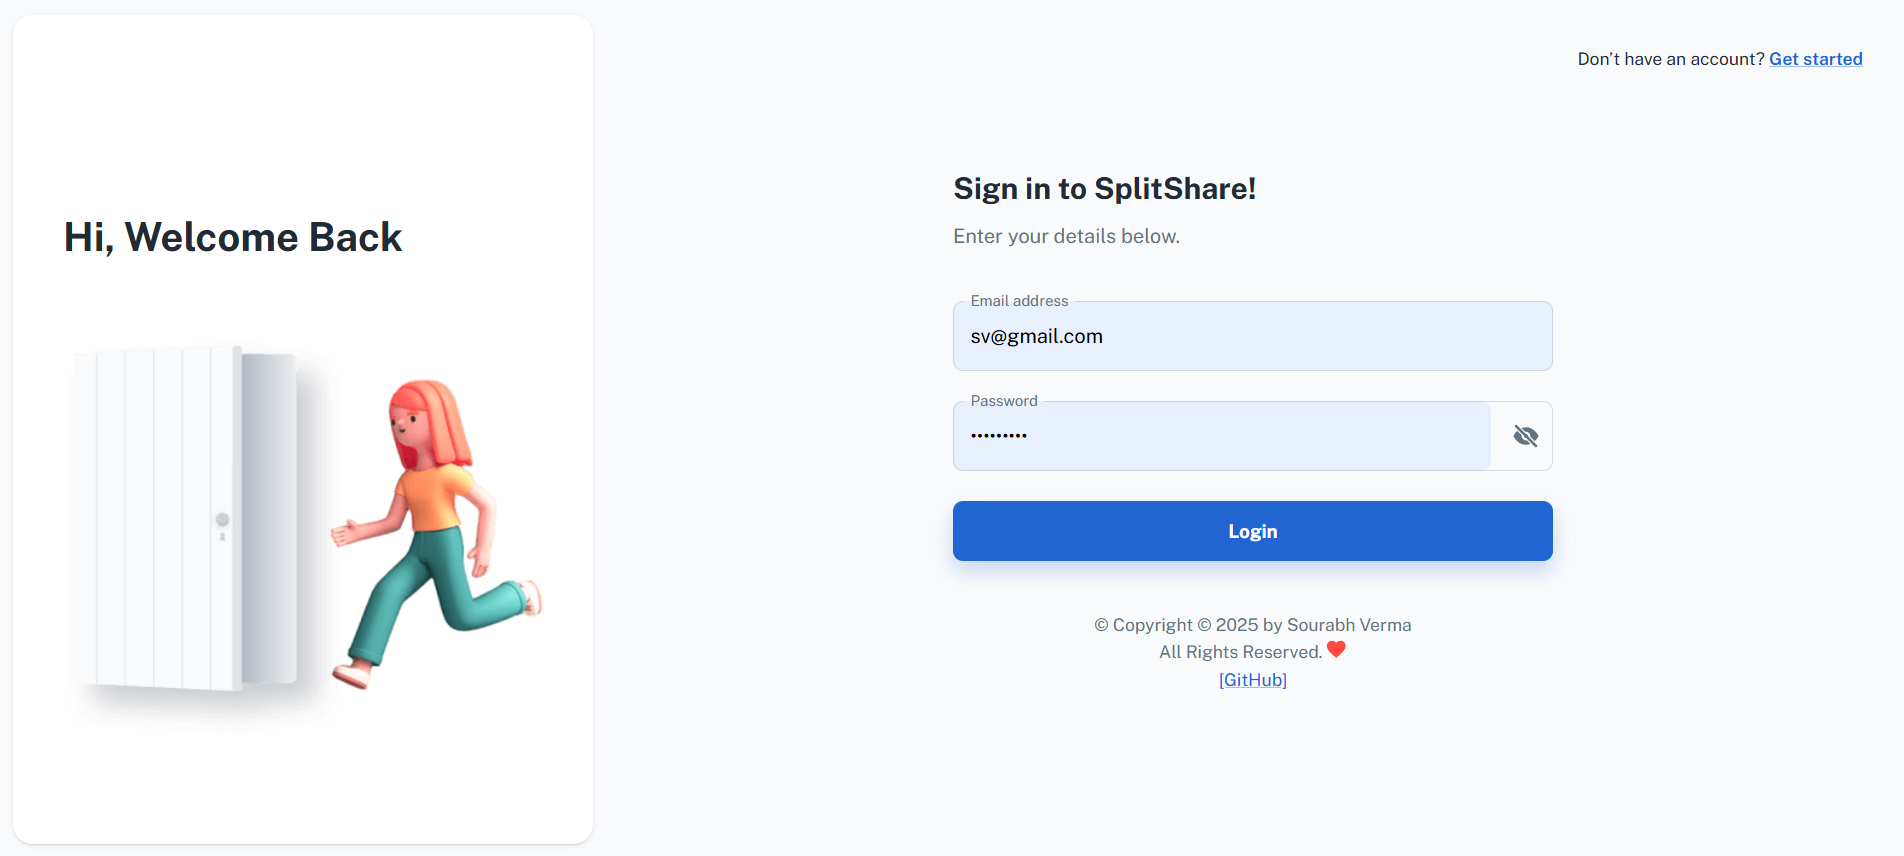 Don't have an account? Get started
Hi, Welcome Back
Sign in to SplitShare!
Enter your details below.
Email address
sv@gmail.com
Password
•••••••••
Login
© Copyright © 2025 by Sourabh Verma
All Rights Reserved. ❤
[GitHub]